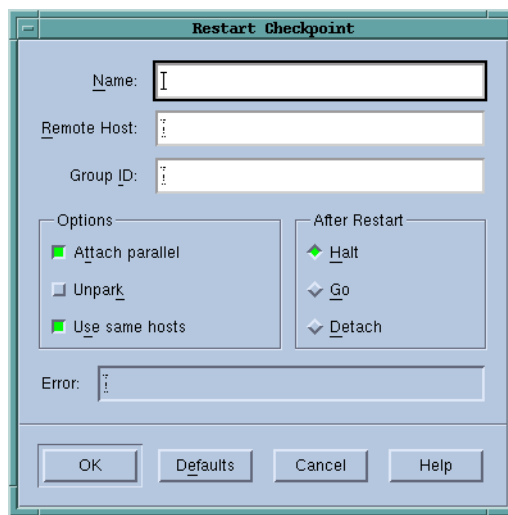 Restart Checkpoint
Name:
Remote Host:
Group ID:
Options
Attach parallel
Unpark
Use same hosts
After Restart
Halt
Go
Detach
Error:
OK
Defaults
Cancel
Help